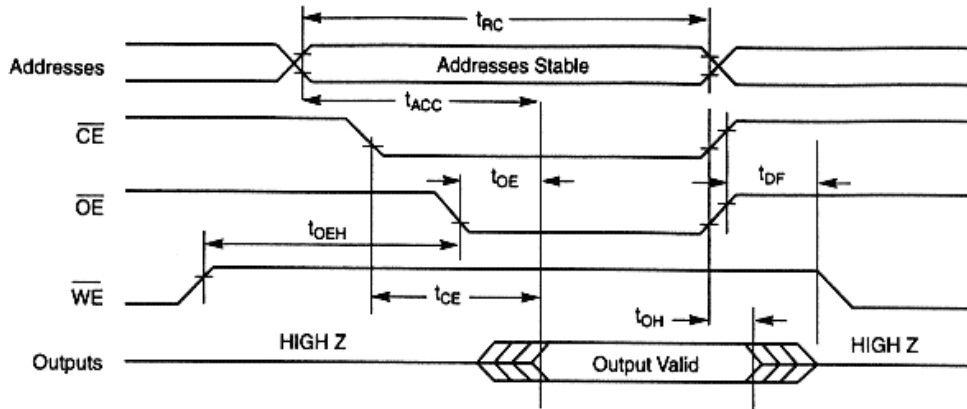 tRC
Addresses
Addresses Stable
tACC
CE
tOE
tDF
OE
tOEH
WE
tCE
tOH
HIGH Z
HIGH Z
Outputs
Output Valid